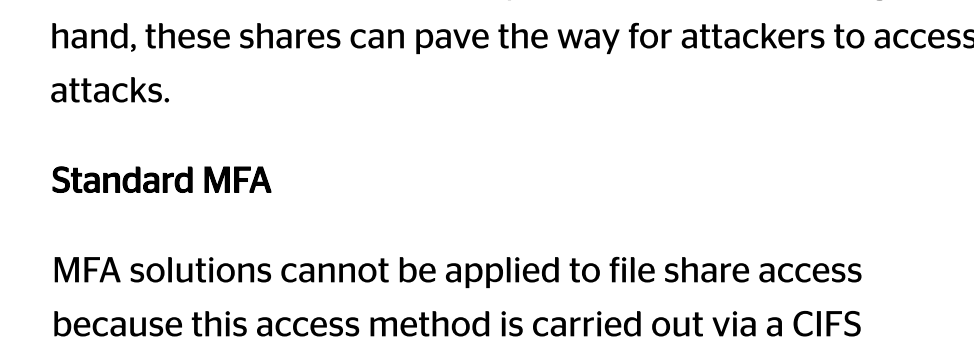 hand, these shares can pave the way for attackers to access
attacks.
Standard MFA
MFA solutions cannot be applied to file share access
because this access method is carried out via a CIFS